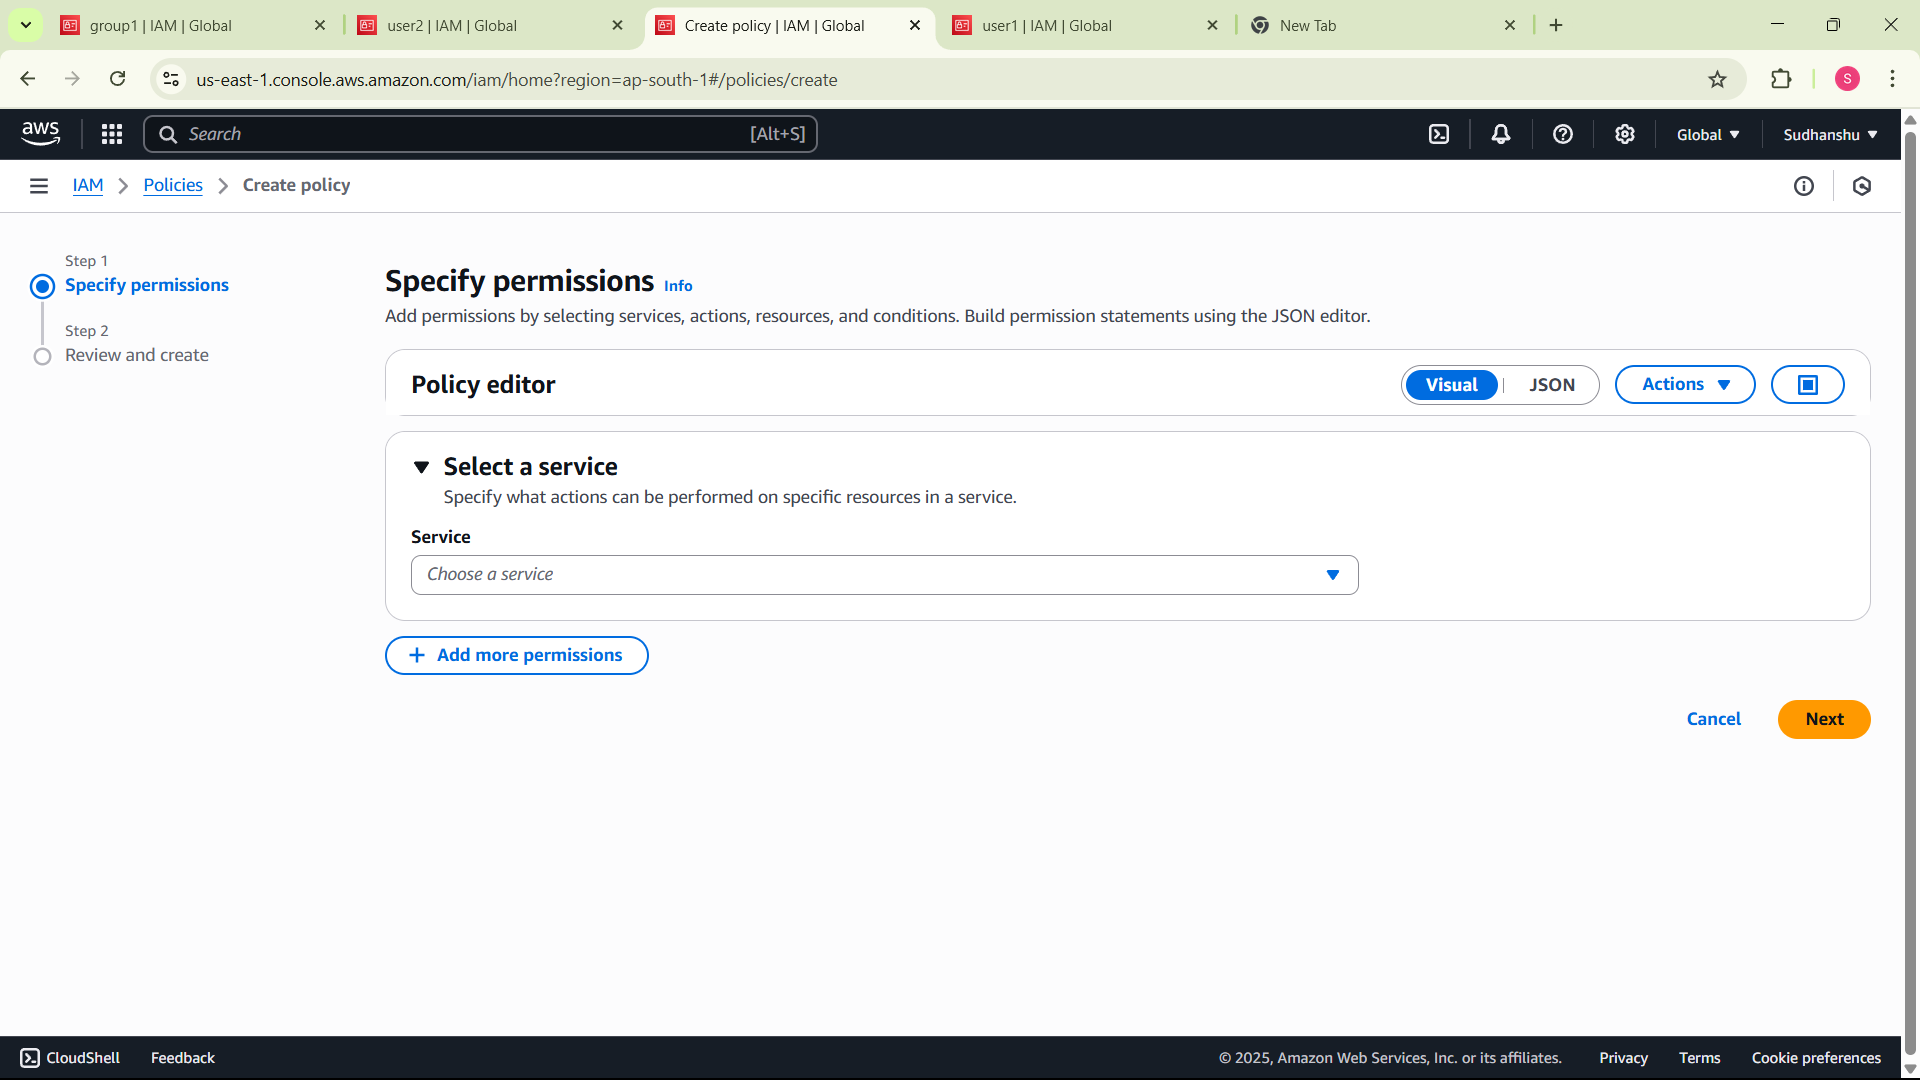 group1 | IAM | Global
user2 | IAM | Global
Create policy | IAM | Global
user1 | IAM | Global
New Tab
us-east-1.console.aws.amazon.com/iam/home?region=ap-south-1#/policies/create
S
aws
Search
[Alt+S]
Global
Sudhanshu
IAM
Policies
Create policy
Step 1
Specify permissions
Step 2
Review and create
Specify permissions Info
Add permissions by selecting services, actions, resources, and conditions. Build permission statements using the JSON editor.
Policy editor
Visual
JSON
Actions
Select a service
Specify what actions can be performed on specific resources in a service.
Service
Choose a service
+ Add more permissions
Cancel
Next
CloudShell
Feedback
© 2025, Amazon Web Services, Inc. or its affiliates.
Privacy
Terms
Cookie preferences